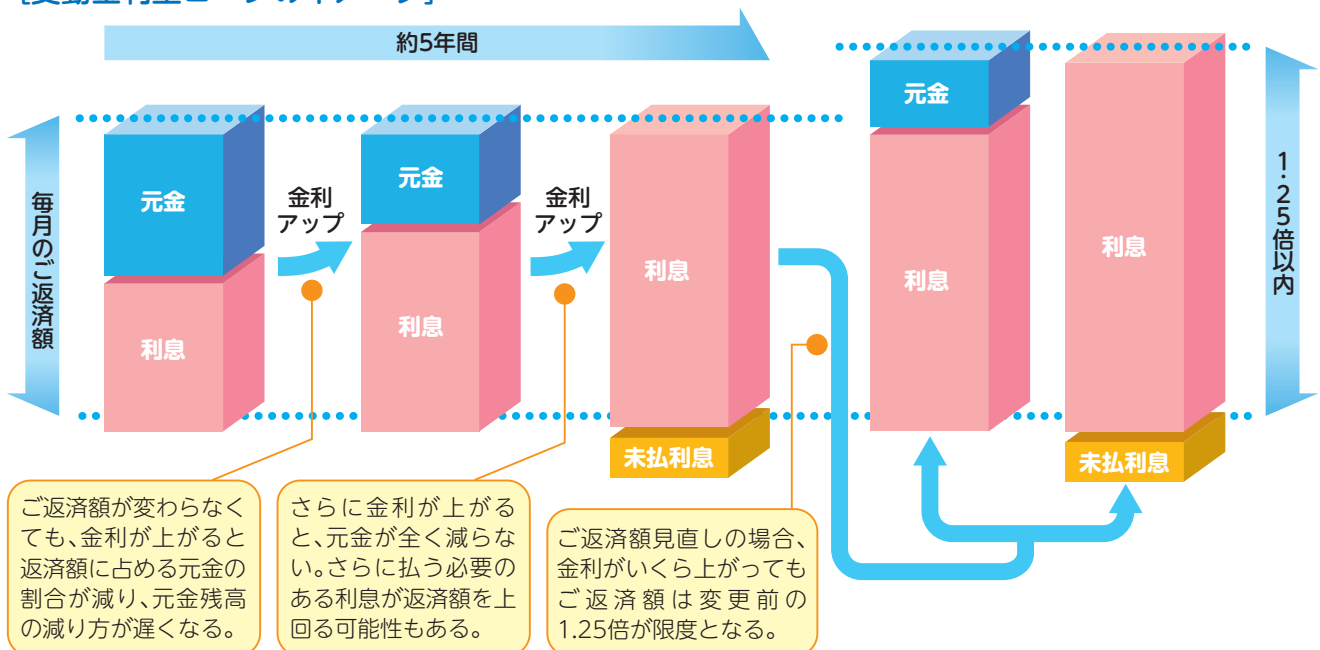 約5年間
毎月のご返済額
元金
利息
金利
アップ
元金
利息
金利
アップ
利息
未払利息
元金
利息
利息
未払利息
1.25倍以内
ご返済額が変わらなく
ても、金利が上がると
返済額に占める元金の
割合が減り、元金残高
の減り方が遅くなる。
さらに金利が上がる
と、元金が全く減らな
い。さらに払う必要の
ある利息が返済額を上
回る可能性もある。
ご返済額見直しの場合、
金利がいくら上がっても
ご返済額は変更前の
1.25倍が限度となる。